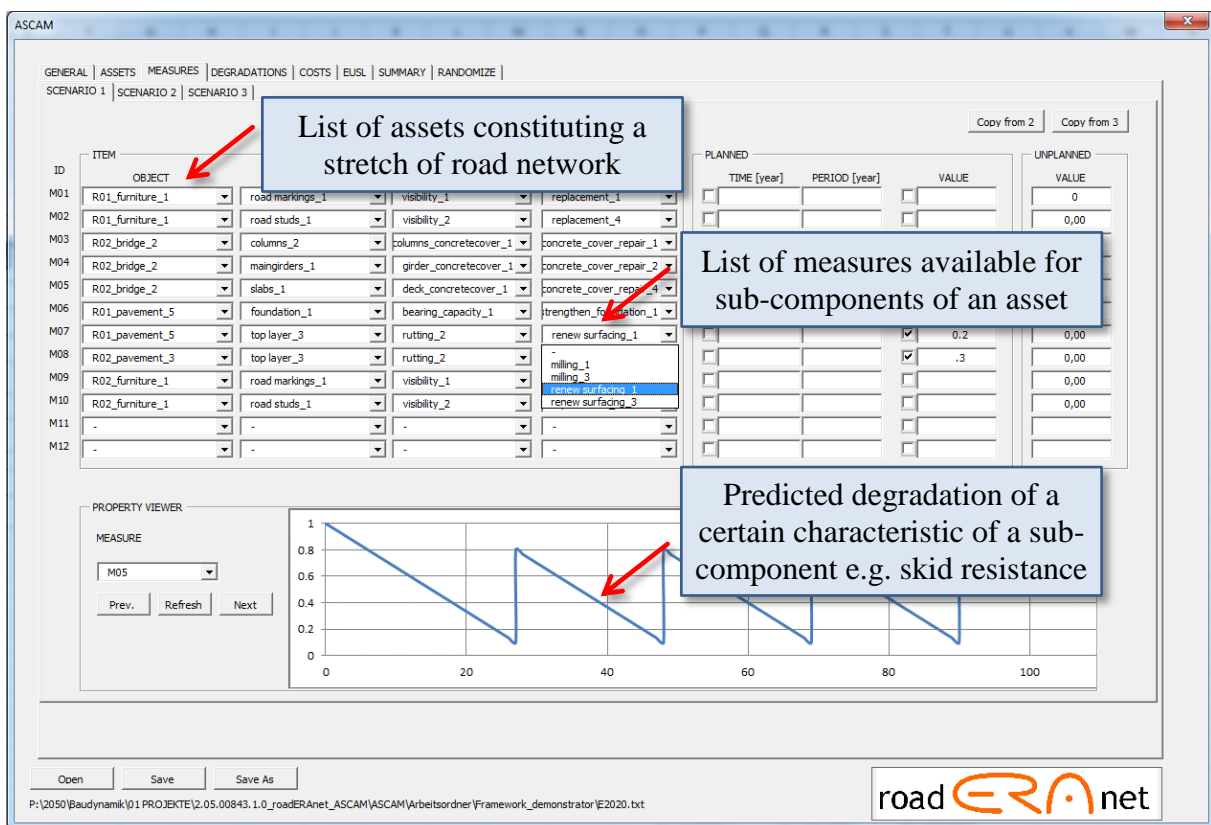 ASCAM
GENERAL ASSETS MEASURES DEGRADATIONS COSTS EUSL SUMMARY RANDOMIZE
SCENARIO 1 SCENARIO 2 SCENARIO 3
List of assets constituting a
stretch of road network
Copy from 2 Copy from 3
ITEM PLANNED UNPLANNED
ID OBJECT TIME [year] PERIOD [year] VALUE VALUE
M01 R01_furniture_1 road markings_1 visibility_1 replacement_1 0
M02 R01_furniture_1 road studs_1 visibility_2 replacement_4 0,00
M03 R02_bridge_2 columns_2 columns_concretecover_1 concrete_cover_repair_1
M04 R02_bridge_2 maingirders_1 girder_concretecover_1 concrete_cover_repair_2
M05 R02_bridge_2 slabs_1 deck_concretecover_1 concrete_cover_repair_4
List of measures available for
sub-components of an asset
M06 R01_pavement_5 foundation_1 bearing_capacity_1 strengthen_foundation_1
M07 R01_pavement_5 top layer_3 rutting_2 renew surfacing_1 0.2 0,00
M08 R02_pavement_3 top layer_3 rutting_2 .3 0,00
-
milling_1
milling_3
renew surfacing_1
renew surfacing_3
M09 R02_furniture_1 road markings_1 visibility_1 0,00
M10 R02_furniture_1 road studs_1 visibility_2 0,00
M11 - - - -
M12 - - - -
Predicted degradation of a
certain characteristic of a sub-
component e.g. skid resistance
PROPERTY VIEWER
MEASURE
M05
Prev. Refresh Next
1
0.8
0.6
0.4
0.2
0
0 20 40 60 80 100
Open Save Save As
P:\2050\Baudynamik\01 PROJEKTE\2.05.00843.1.0_roadERAnet_ASCAM\ASCAM\Arbeitsordner\Framework_demonstrator\E2020.txt
road ERA net